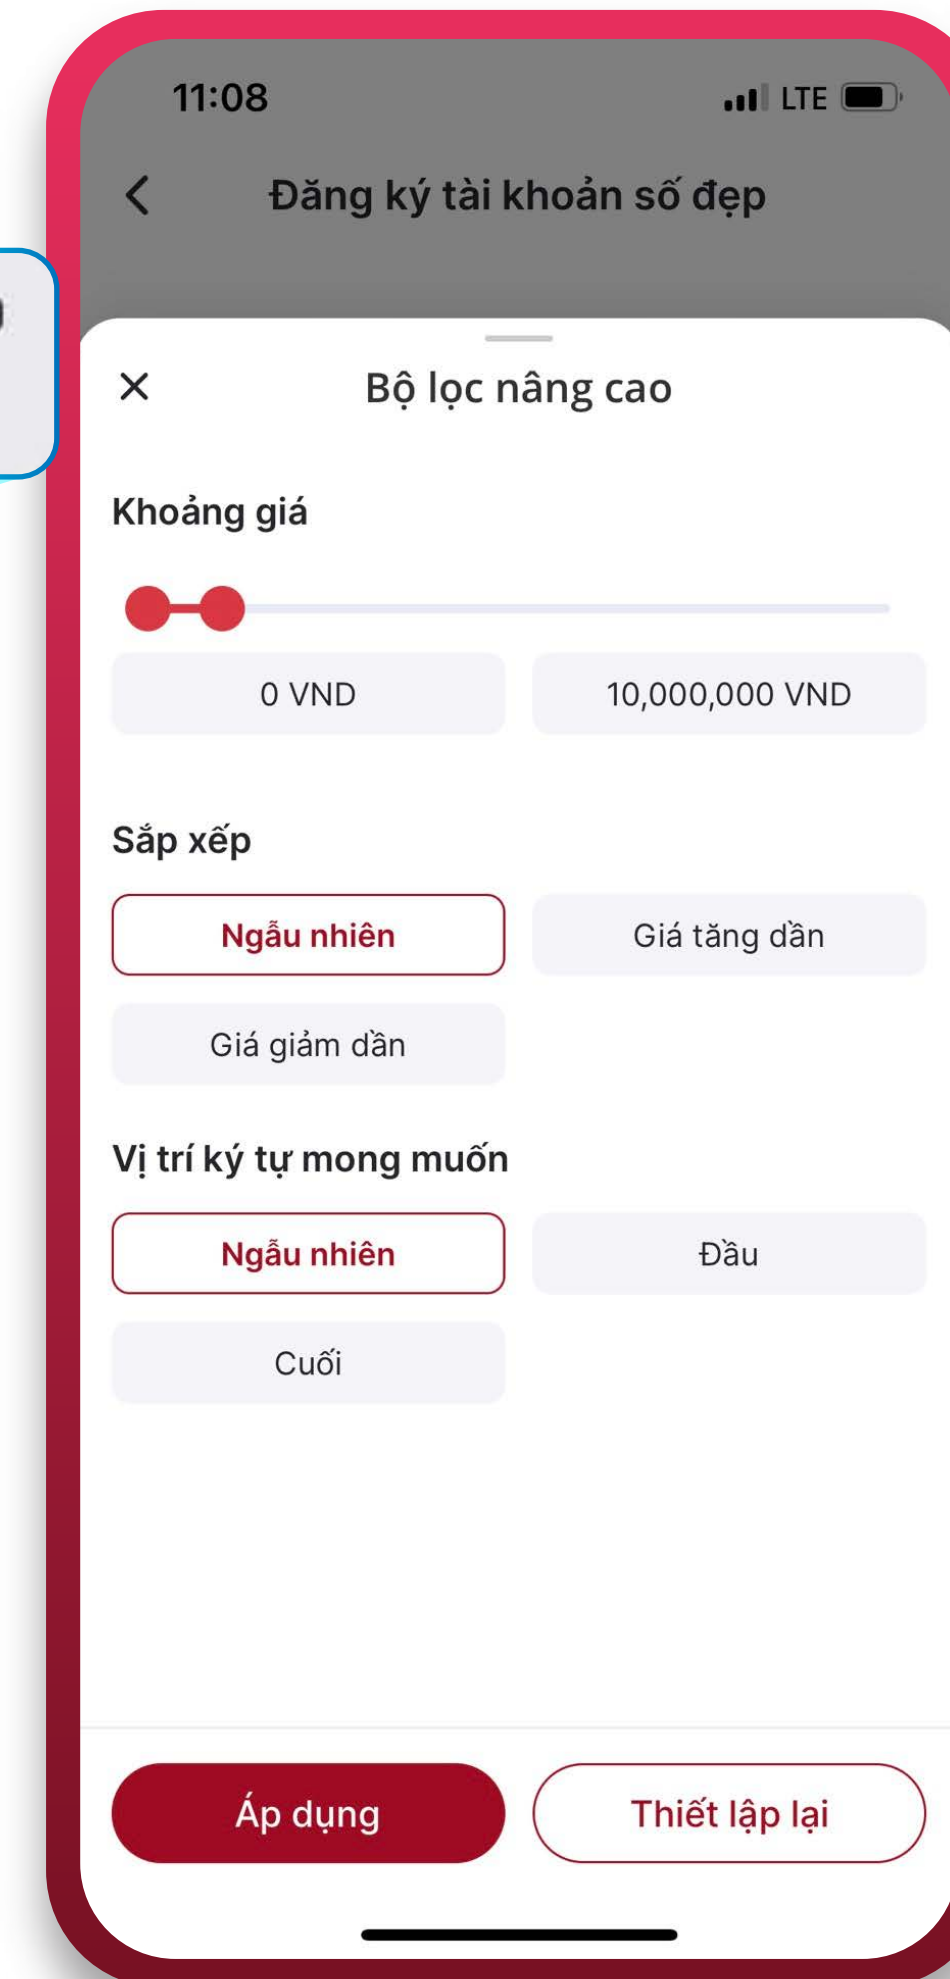 11:08 LTE
Đăng ký tài khoản số đẹp
Bộ lọc nâng cao
Khoảng giá
0 VND 10,000,000 VND
Sắp xếp
Ngẫu nhiên Giá tăng dần
Giá giảm dần
Vị trí ký tự mong muốn
Ngẫu nhiên Đầu
Cuối
Áp dụng Thiết lập lại